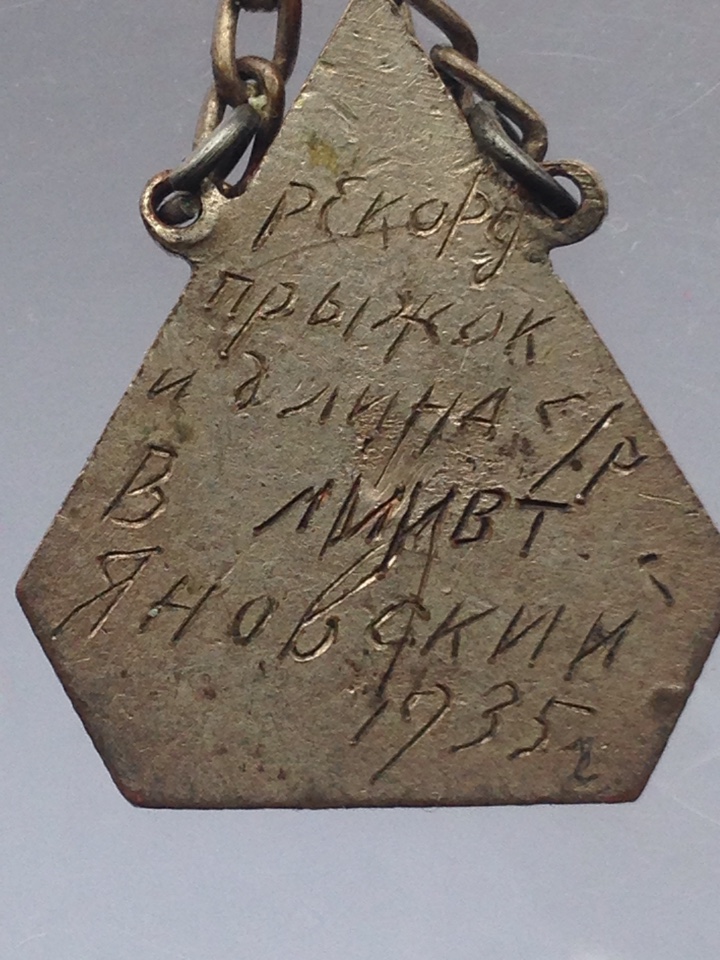 рекорд
прыжок
и длина с/р
В ЛИИВТ.
Яновский
1935г